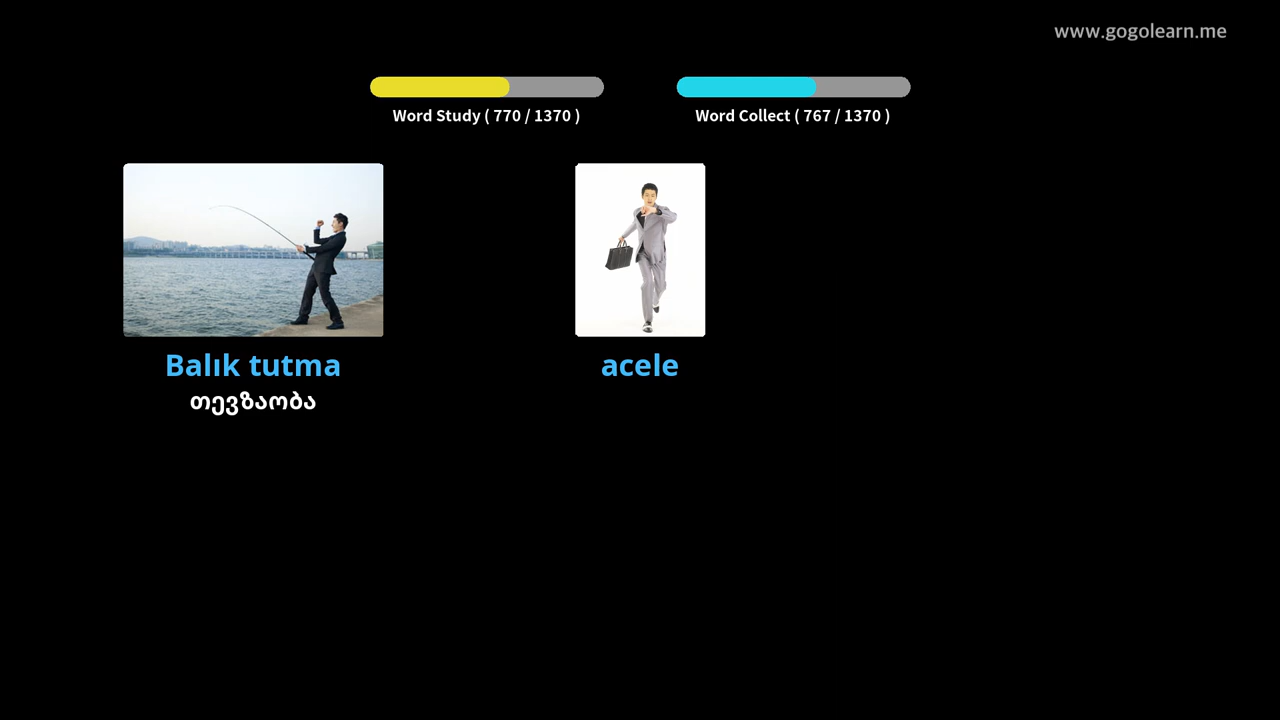 www.gogolearn.me
Word Study ( 770 / 1370 )
Word Collect ( 767 / 1370 )
Balık tutma
თევზაობა
acele